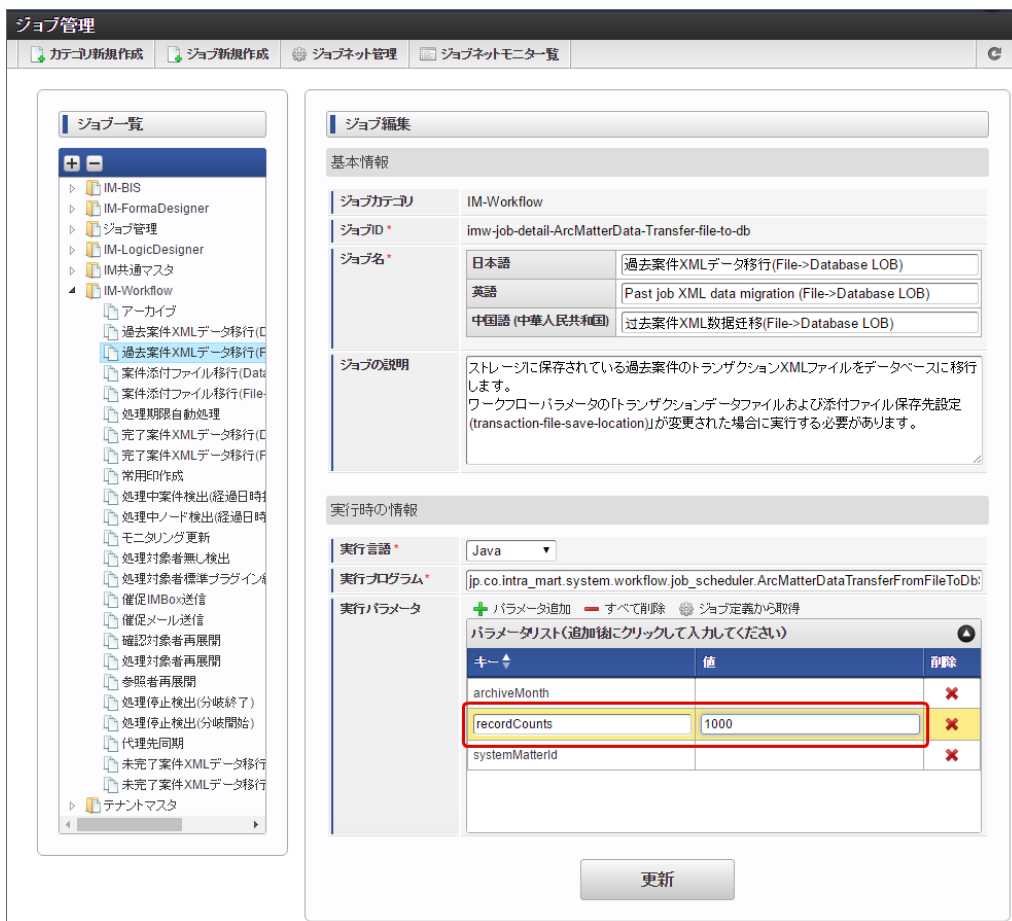 ジョブ管理
カテゴリ新規作成 ジョブ新規作成 ジョブネット管理 ジョブネットモニタ一覧
ジョブ一覧
IM-BIS
IM-FormaDesigner
ジョブ管理
IM-LogicDesigner
IM共通マスタ
IM-Workflow
アーカイブ
過去案件XMLデータ移行(D
過去案件XMLデータ移行(F
案件添付ファイル移行(Data
案件添付ファイル移行(File-
処理期限自動処理
完了案件XMLデータ移行(D
完了案件XMLデータ移行(F
常用印作成
処理中案件検出(経過日時
処理中ノード検出(経過日時
モニタリング更新
処理対象者無し検出
処理対象者標準プラグイン
催促IMBox送信
催促メール送信
確認対象者再展開
処理対象者再展開
参照者再展開
処理停止検出(分岐終了)
処理停止検出(分岐開始)
代理先同期
未完了案件XMLデータ移行
未完了案件XMLデータ移行
テナントマスタ
ジョブ編集
基本情報
ジョブカテゴリ IM-Workflow
ジョブID * imw-job-detail-ArcMatterData-Transfer-file-to-db
ジョブ名 * 日本語 過去案件XMLデータ移行(File->Database LOB)
英語 Past job XML data migration (File->Database LOB)
中国語 (中華人民共和国) 过去案件XML数据迁移(File->Database LOB)
ジョブの説明 ストレージに保存されている過去案件のトランザクションXMLファイルをデータベースに移行
します。
ワークフローパラメータの「トランザクションデータファイルおよび添付ファイル保存先設定
(transaction-file-save-location)」が変更された場合に実行する必要があります。
実行時の情報
実行言語 * Java
実行プログラム * jp.co.intra_mart.system.workflow.job_scheduler.ArcMatterDataTransferFromFileToDbS
実行パラメータ パラメータ追加 すべて削除 ジョブ定義から取得
パラメータリスト(追加後にクリックして入力してください)
キー 値 削除
archiveMonth
recordCounts 1000
systemMatterId
更新